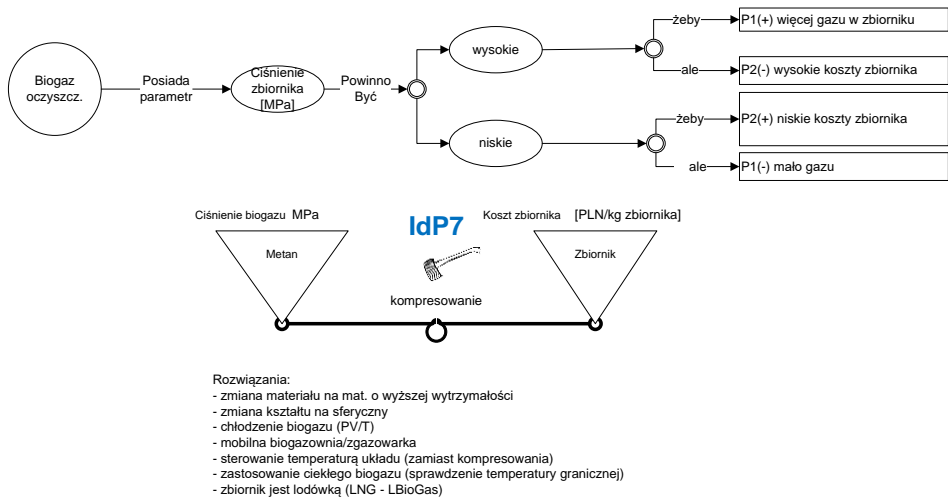 Biogaz
oczyszcz.
Posiada
parametr
Ciśnienie
zbiornika
[MPa]
Powinno
Być
wysokie
żeby
P1(+) więcej gazu w zbiorniku
ale
P2(-) wysokie koszty zbiornika
niskie
żeby
P2(+) niskie koszty zbiornika
ale
P1(-) mało gazu
Ciśnienie biogazu MPa
IdP7
Koszt zbiornika [PLN/kg zbiornika]
Metan
Zbiornik
kompresowanie
Rozwiązania:
- zmiana materiału na mat. o wyższej wytrzymałości
- zmiana kształtu na sferyczny
- chłodzenie biogazu (PV/T)
- mobilna biogazownia/zgazowarka
- sterowanie temperaturą układu (zamiast kompresowania)
- zastosowanie ciekłego biogazu (sprawdzenie temperatury granicznej)
- zbiornik jest lodówką (LNG - LBioGas)